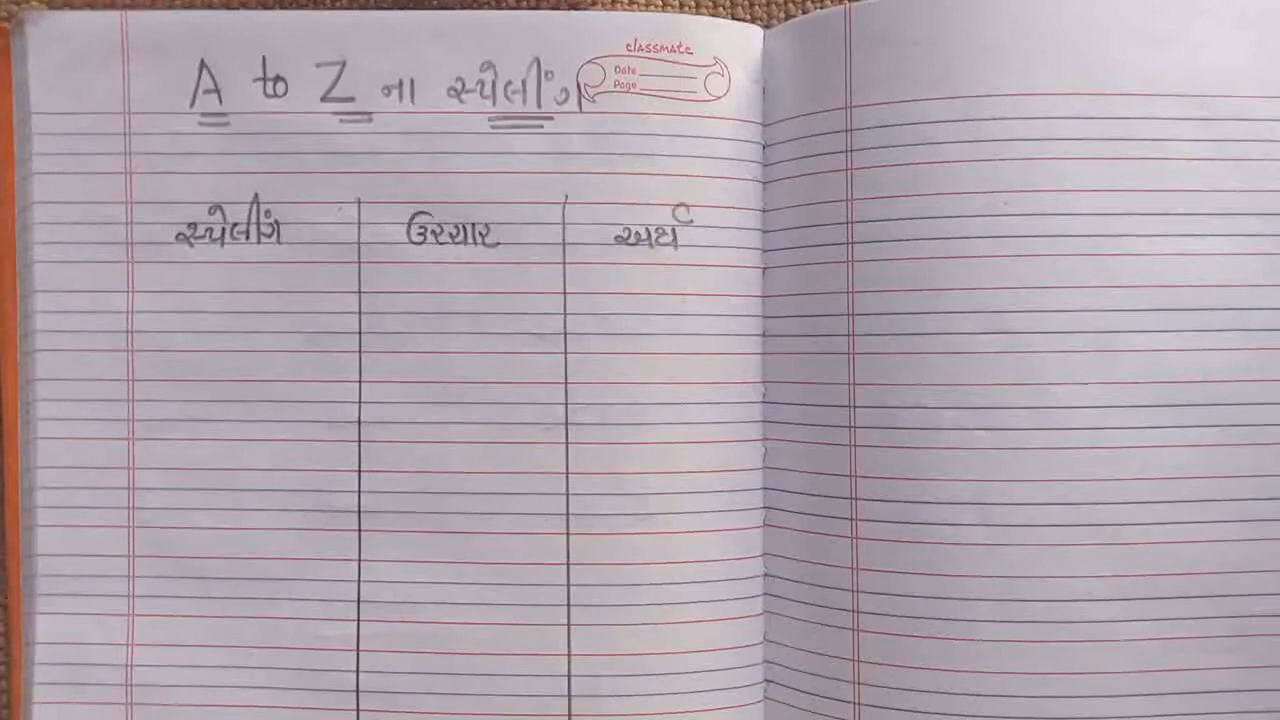 A to Z ના સ્પેલીંગ
classmate
Date
Page
સ્પેલીંગ ઉચ્ચાર અર્થ